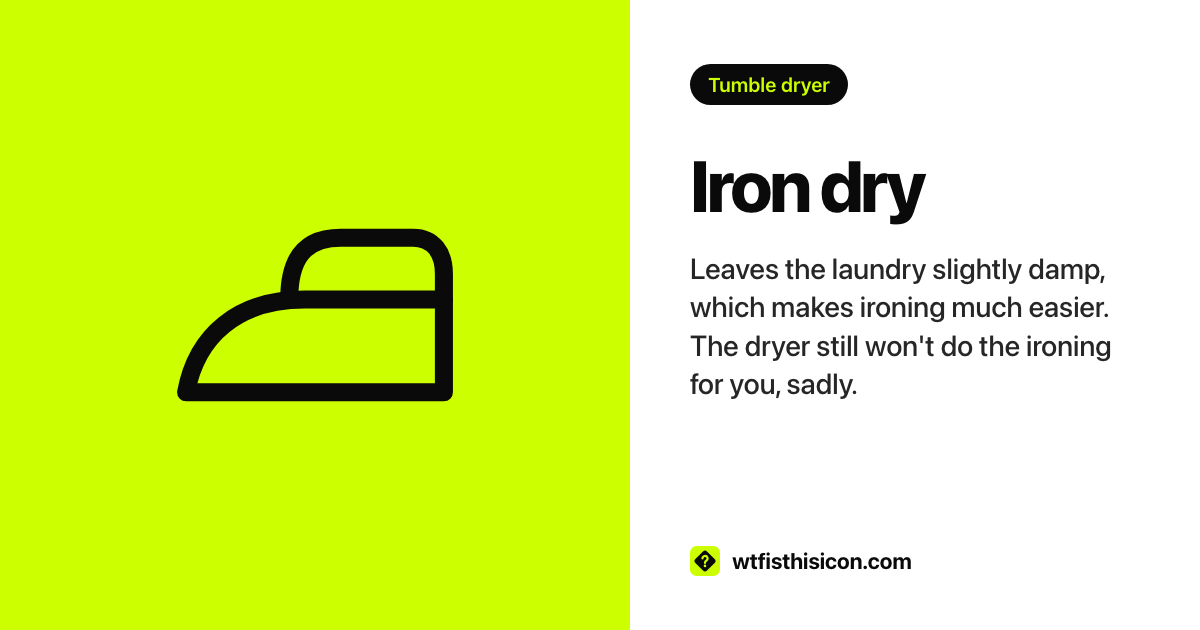 Tumble dryer
Iron dry
Leaves the laundry slightly damp,
which makes ironing much easier.
The dryer still won't do the ironing
for you, sadly.
?
wtfisthisicon.com